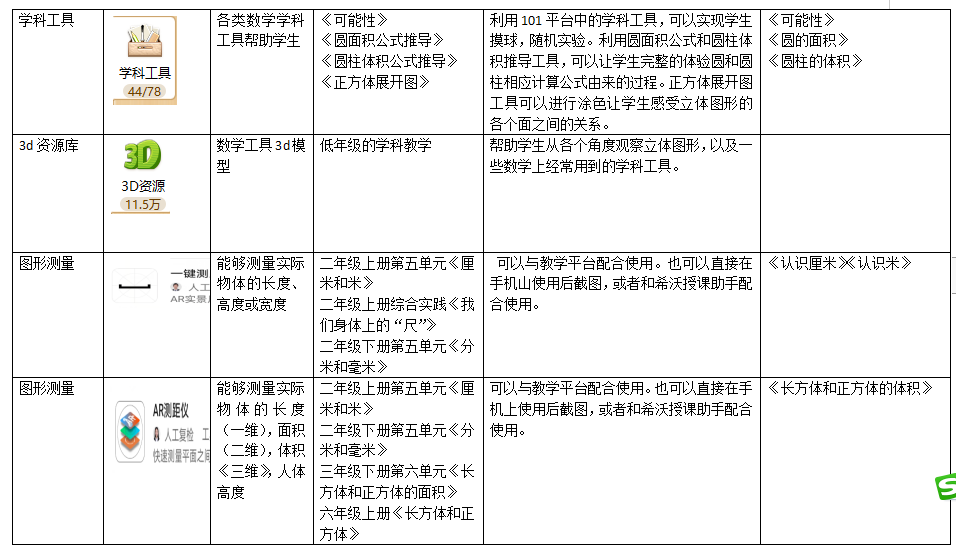 学科工具
学科工具
44/78
各类数学学科
工具帮助学生
《可能性》
《圆面积公式推导》
《圆柱体积公式推导》
《正方体展开图》
利用101平台中的学科工具,可以实现学生
摸球，随机实验。利用圆面积公式和圆柱体
积推导工具，可以让学生完整的体验圆和圆
柱相应计算公式由来的过程。正方体展开图
工具可以进行涂色让学生感受立体图形的
各个面之间的关系。
《可能性》
《圆的面积》
《圆柱的体积》
3d资源库
3D
3D资源
11.5万
数学工具3d模
型
低年级的学科教学
帮助学生从各个角度观察立体图形，以及一
些数学上经常用到的学科工具。
图形测量
一键测
人工
AR实景
能够测量实际
物体的长度、
高度或宽度
二年级上册第五单元《厘
米和米》
二年级上册综合实践《我
们身体上的“尺”》
二年级下册第五单元《分
米和毫米》
可以与教学平台配合使用。也可以直接在
手机山使用后截图，或者和希沃授课助手配
合使用。
《认识厘米》《认识米》
图形测量
AR测距仪
人工复检 工
快速测量平面之间
能够测量实际
物体的长度
（一维），面积
（二维），体积
《三维》，人体
高度
二年级上册第五单元《厘
米和米》
二年级下册第五单元《分
米和毫米》
三年级下册第六单元《长
方体和正方体的面积》
六年级上册《长方体和正
方体》
可以与教学平台配合使用。也可以直接在手
机上使用后截图，或者和希沃授课助手配合
使用。
《长方体和正方体的体积》